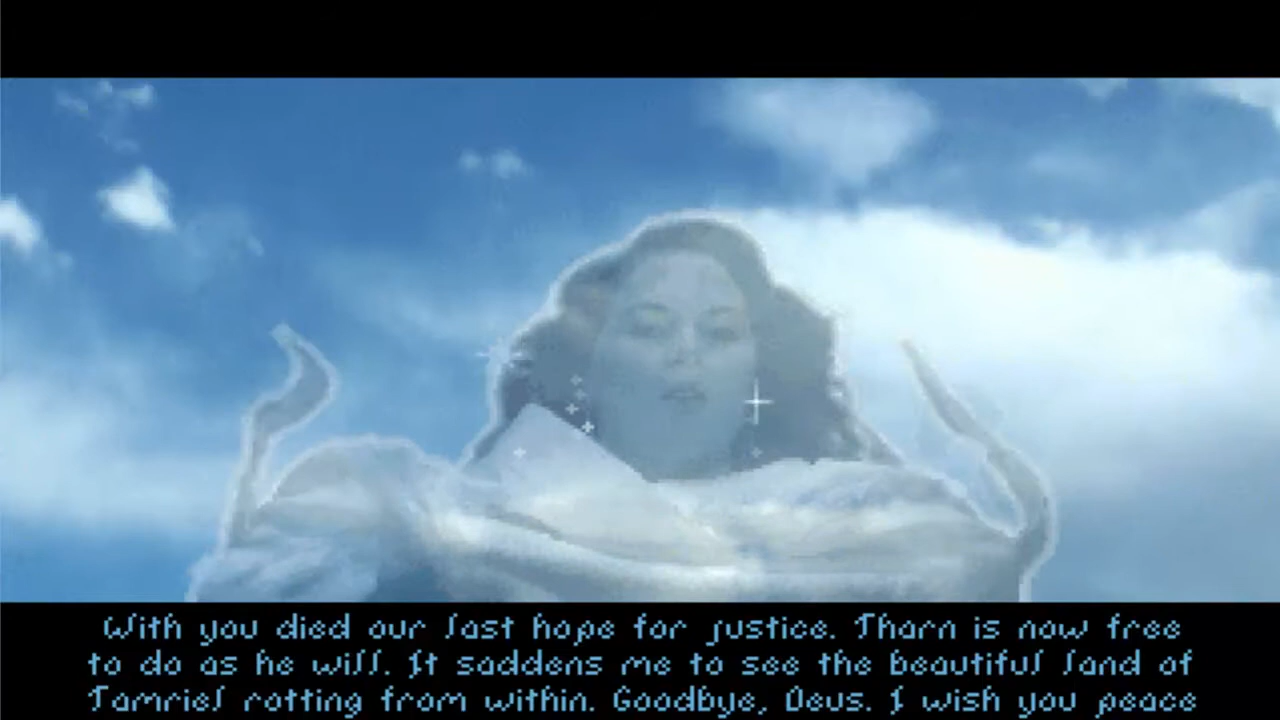 With you died our last hope for justice. Tharn is now free
to do as he will. It saddens me to see the beautiful land of
Tamriel rotting from within. Goodbye, Deus. I wish you peace